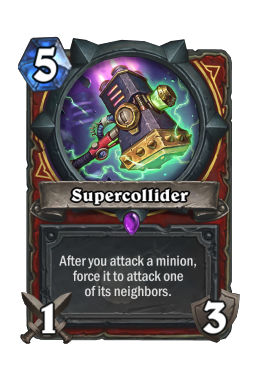 5
Supercollider
After you attack a minion,
force it to attack one
of its neighbors.
1
3